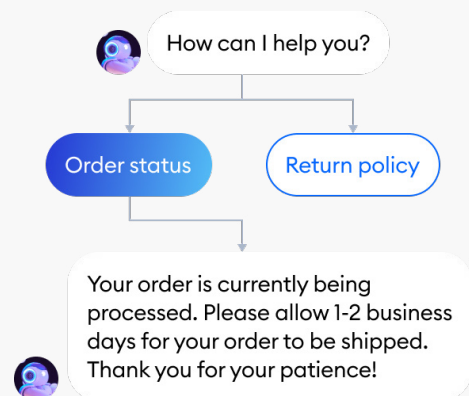 How can I help you?
Order status
Return policy
Your order is currently being
processed. Please allow 1-2 business
days for your order to be shipped.
Thank you for your patience!